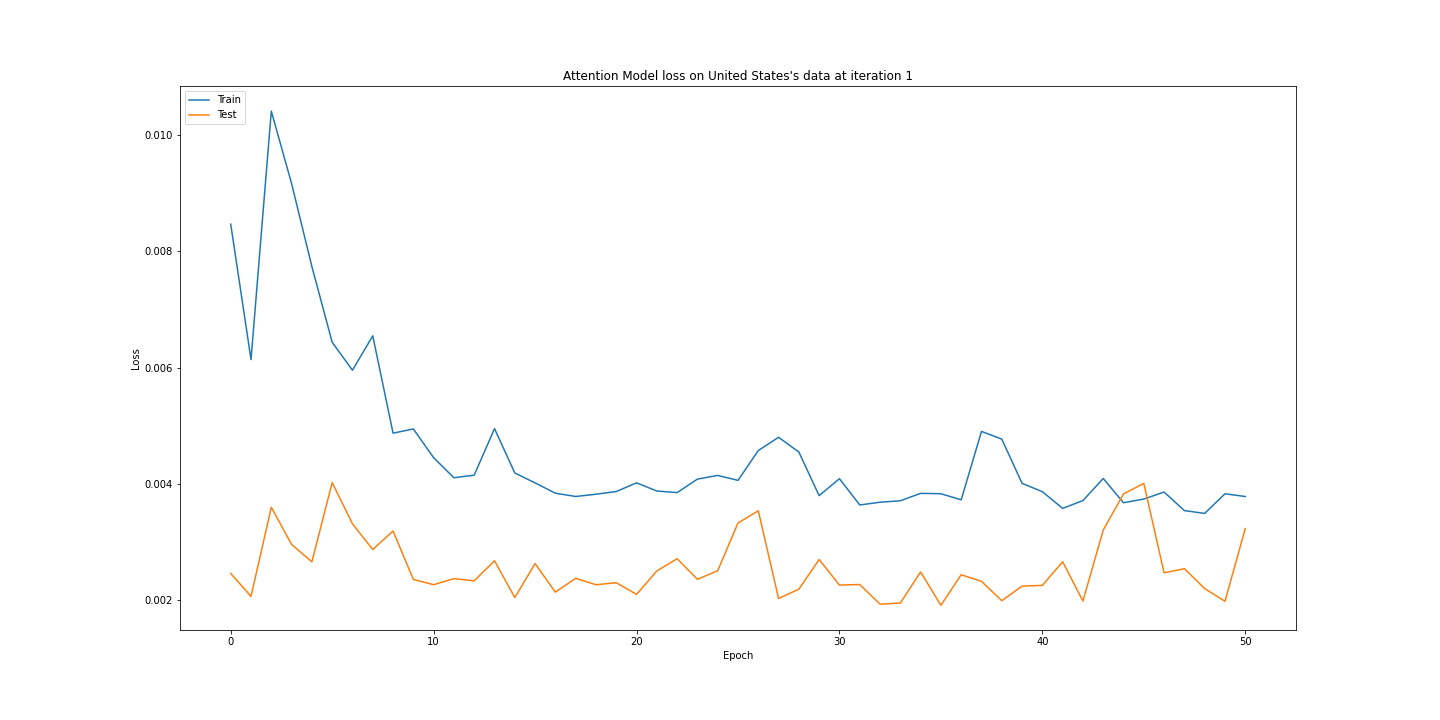 Attention Model loss on United States's data at iteration 1
Train
Test
0.010
0.008
0.006
0.004
0.002
Loss
0 10 20 30 40 50
Epoch